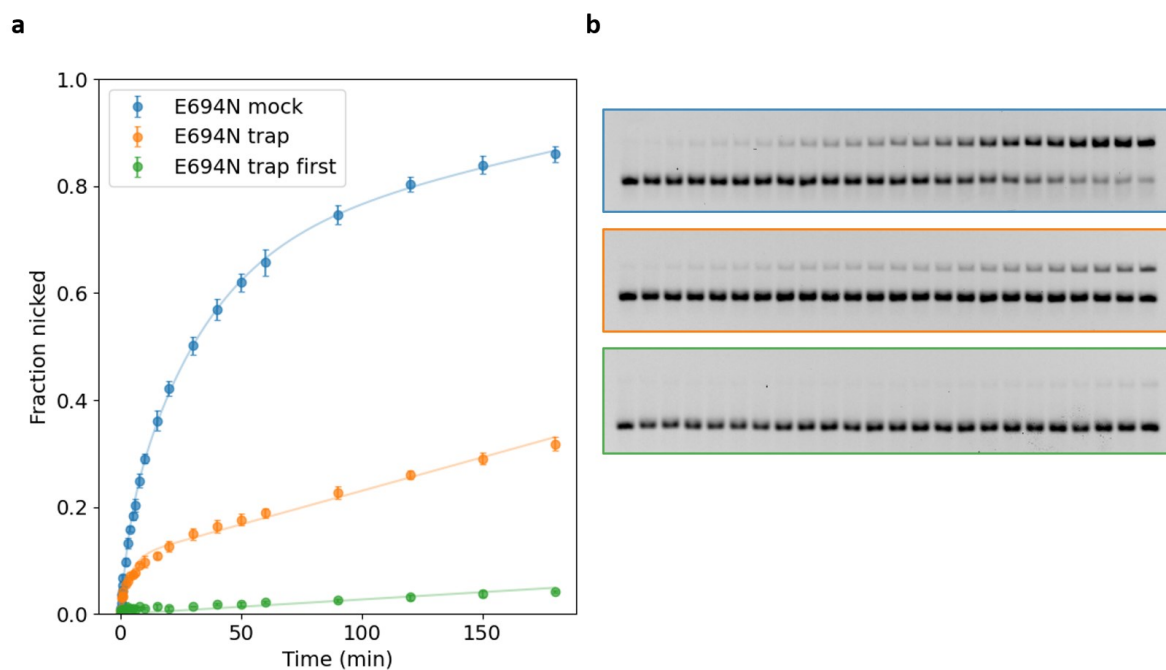 a
b
1.0
0.8
0.6
0.4
0.2
0.0
Fraction nicked
E694N mock
E694N trap
E694N trap first
0
50
100
150
Time (min)